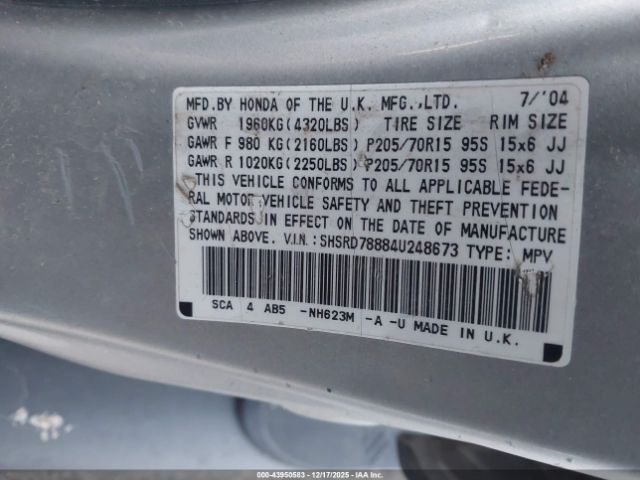 MFD.BY HONDA OF THE U.K. MFG.,LTD. 7/'04
GVWR 1960KG(4320LBS) TIRE SIZE RIM SIZE
GAWR F 980 KG(2160LBS) P205/70R15 95S 15x6 JJ
GAWR R 1020KG(2250LBS) P205/70R15 95S 15x6 JJ
THIS VEHICLE CONFORMS TO ALL APPLICABLE FEDE-
RAL MOTOR VEHICLE SAFETY AND THEFT PREVENTION
STANDARDS IN EFFECT ON THE DATE OF MANUFACTURE
SHOWN ABOVE. V.I.N.:SHSRD78884U248673 TYPE: MPV
SCA 4 AB5 -NH623M -A -U MADE IN U.K.
00-43950583 | 12/17/2025 - COPART